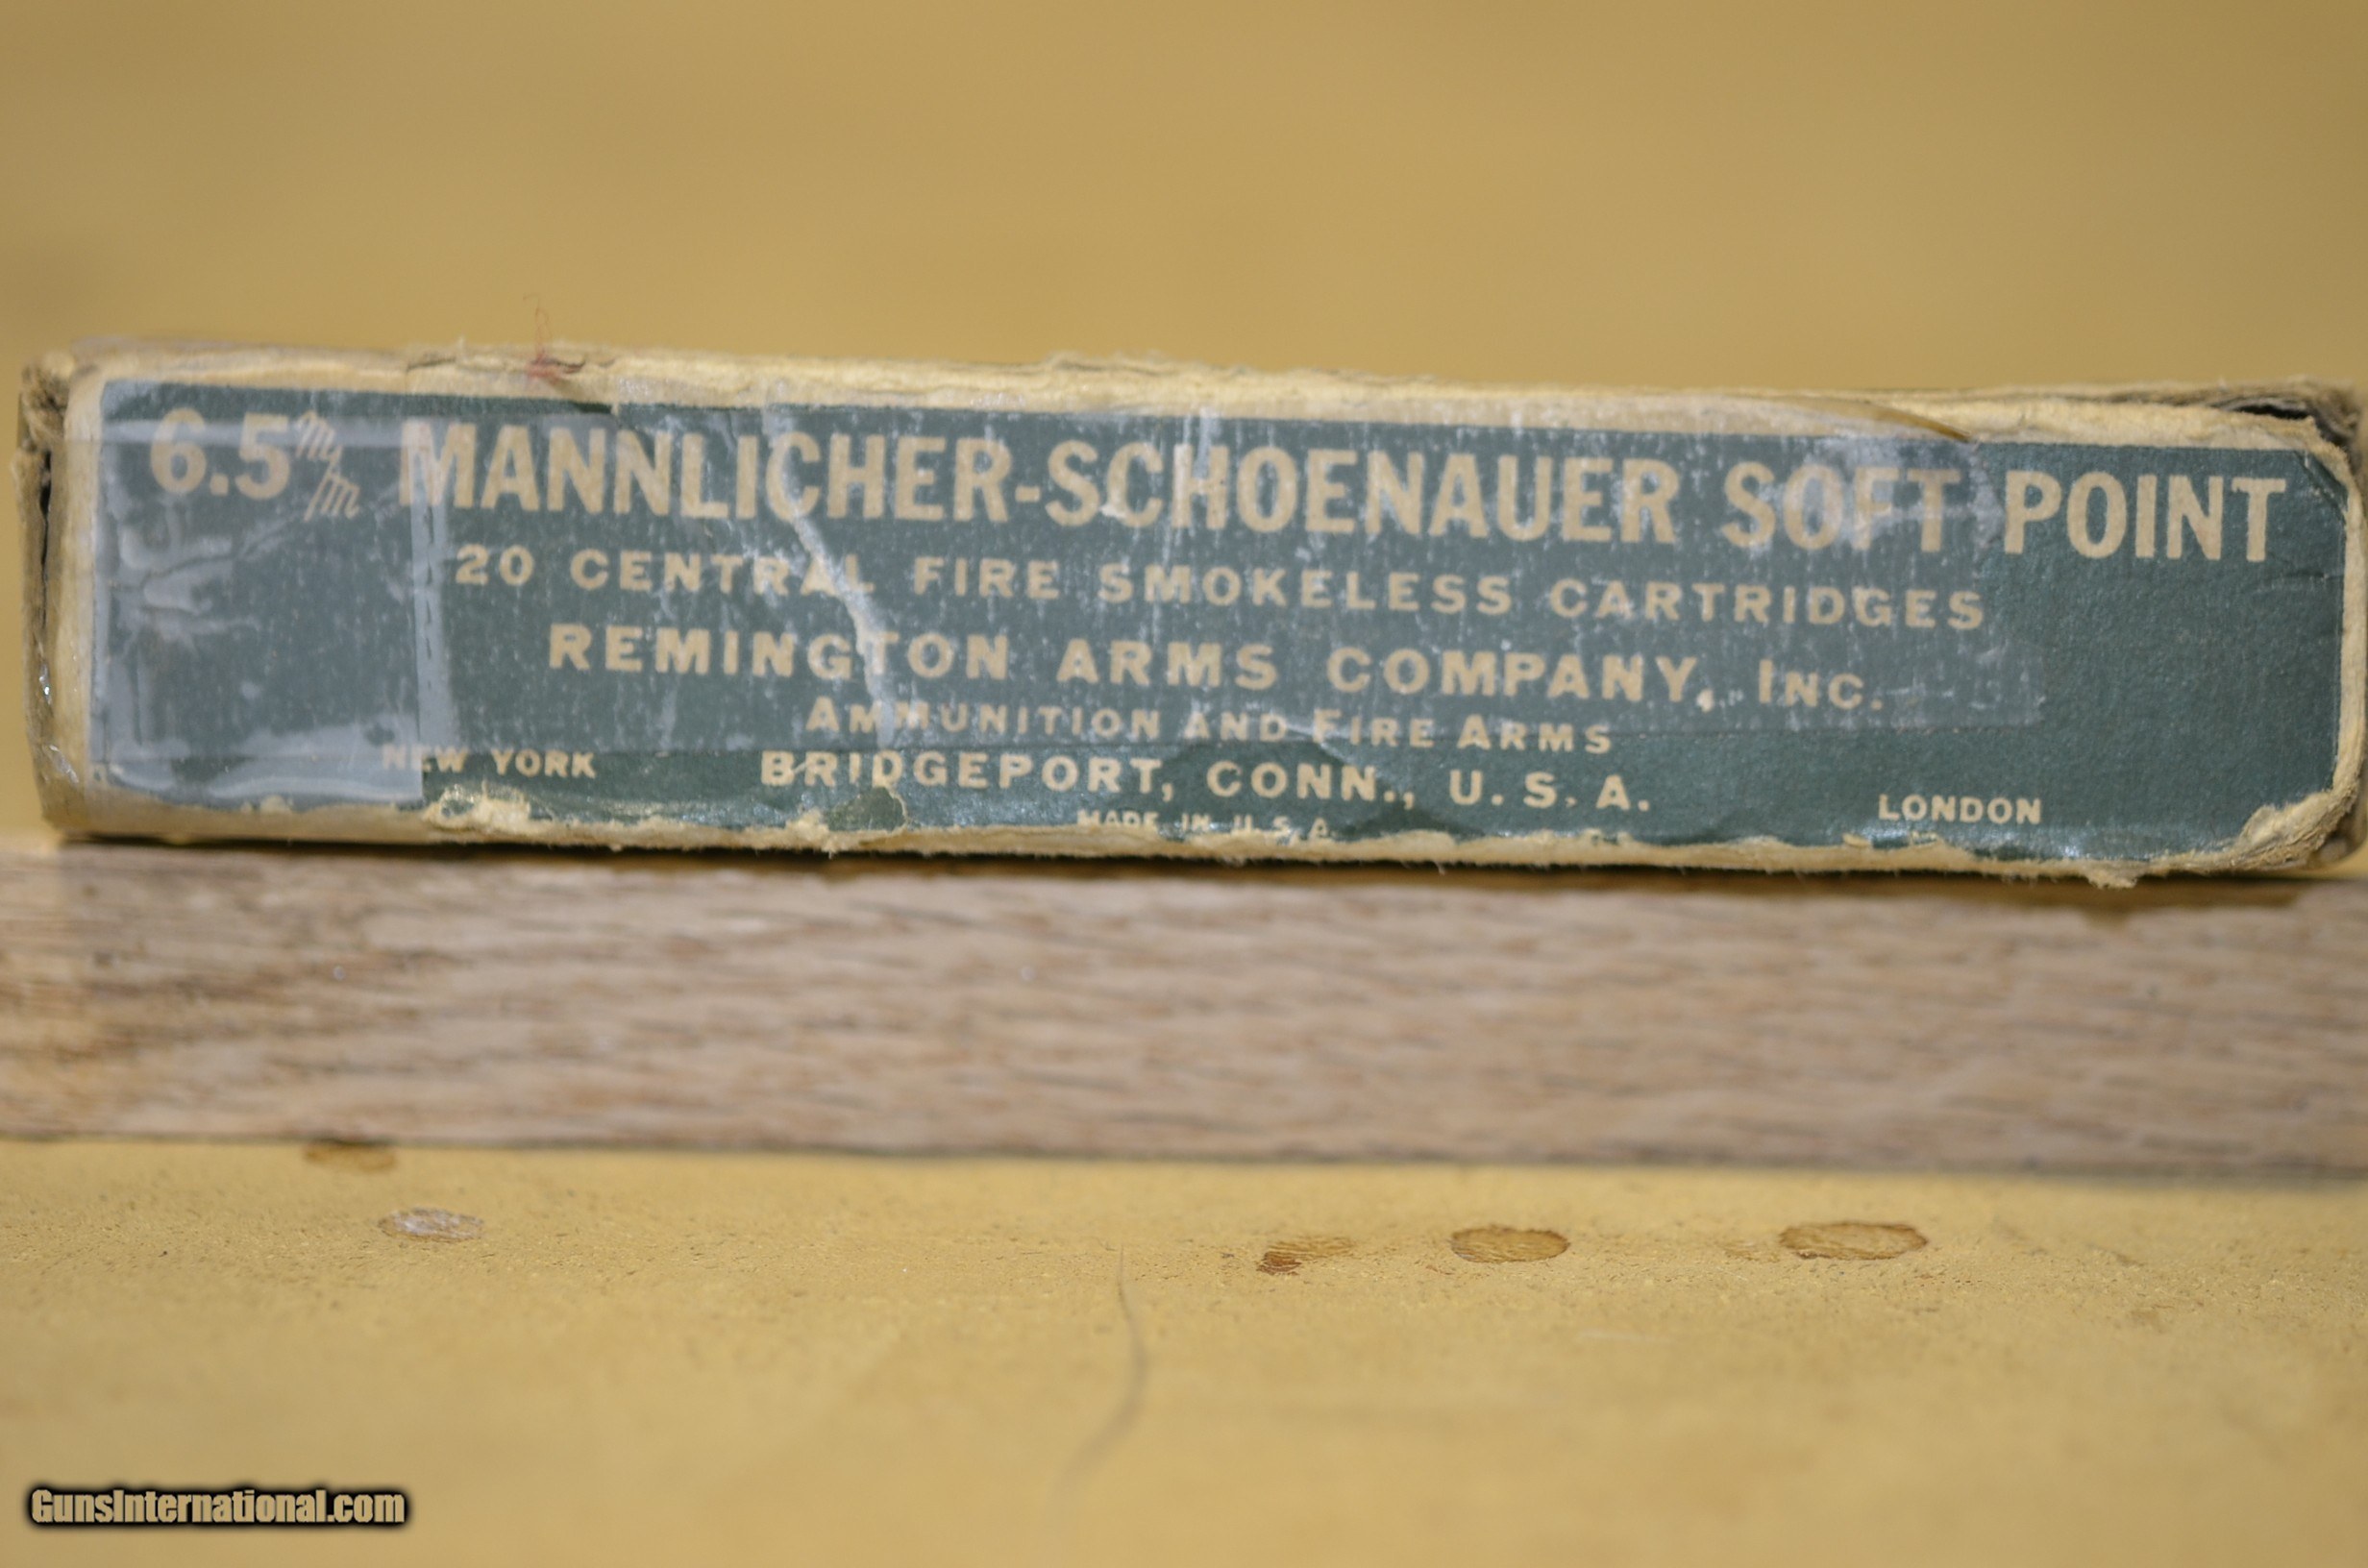 6.5 m/m MANNLICHER-SCHOENAUER SOFT POINT
20 CENTRAL FIRE SMOKELESS CARTRIDGES
REMINGTON ARMS COMPANY, INC.
AMMUNITION AND FIRE ARMS
NEW YORK BRIDGEPORT, CONN., U.S.A. LONDON
MADE IN U.S.A.
GunsInternational.com